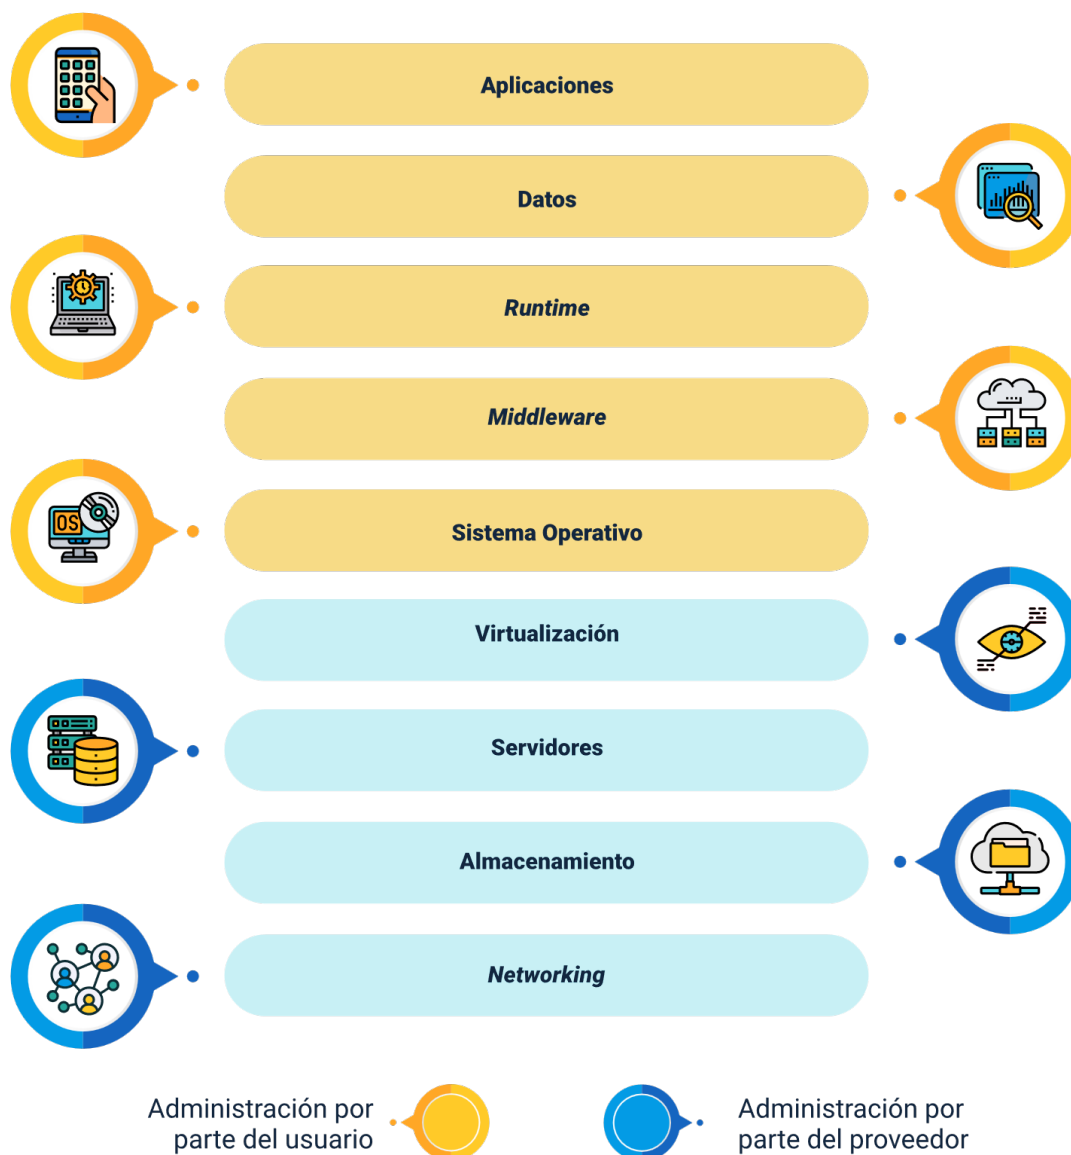 Aplicaciones
Datos
Runtime
Middleware
OS
Sistema Operativo
Virtualización
Servidores
Almacenamiento
Networking
Administración por
parte del usuario
Administración por
parte del proveedor